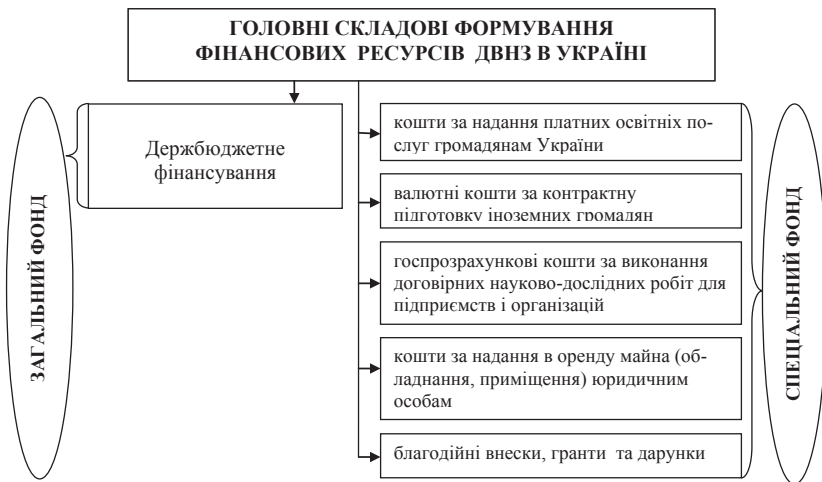 ГОЛОВНІ СКЛАДОВІ ФОРМУВАННЯ
ФІНАНСОВИХ РЕСУРСІВ ДВНЗ В УКРАЇНІ
ЗАГАЛЬНИЙ ФОНД
Держбюджетне
фінансування
кошти за надання платних освітніх по-
слуг громадянам України
валютні кошти за контрактну
підготовку іноземних громадян
госпрозрахункові кошти за виконання
договірних науково-дослідних робіт для
підприємств і організацій
кошти за надання в оренду майна (об-
ладнання, приміщення) юридичним
особам
благодійні внески, гранти та дарунки
СПЕЦІАЛЬНИЙ ФОНД